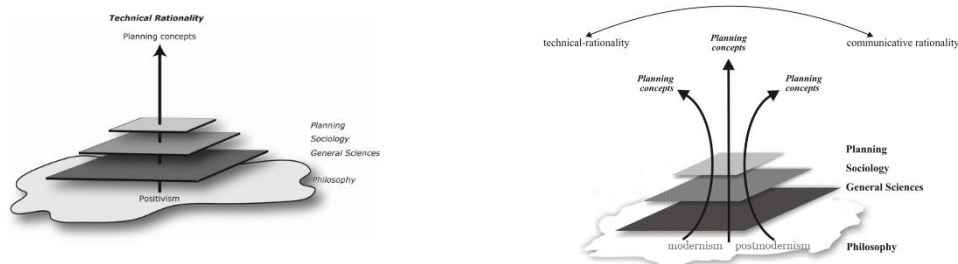 Technical Rationality
Planning concepts
Planning
Sociology
General Sciences
Philosophy
Positivism
technical-rationality
communicative rationality
Planning
concepts
Planning
concepts
Planning
concepts
Planning
Sociology
General Sciences
modernism
postmodernism
Philosophy